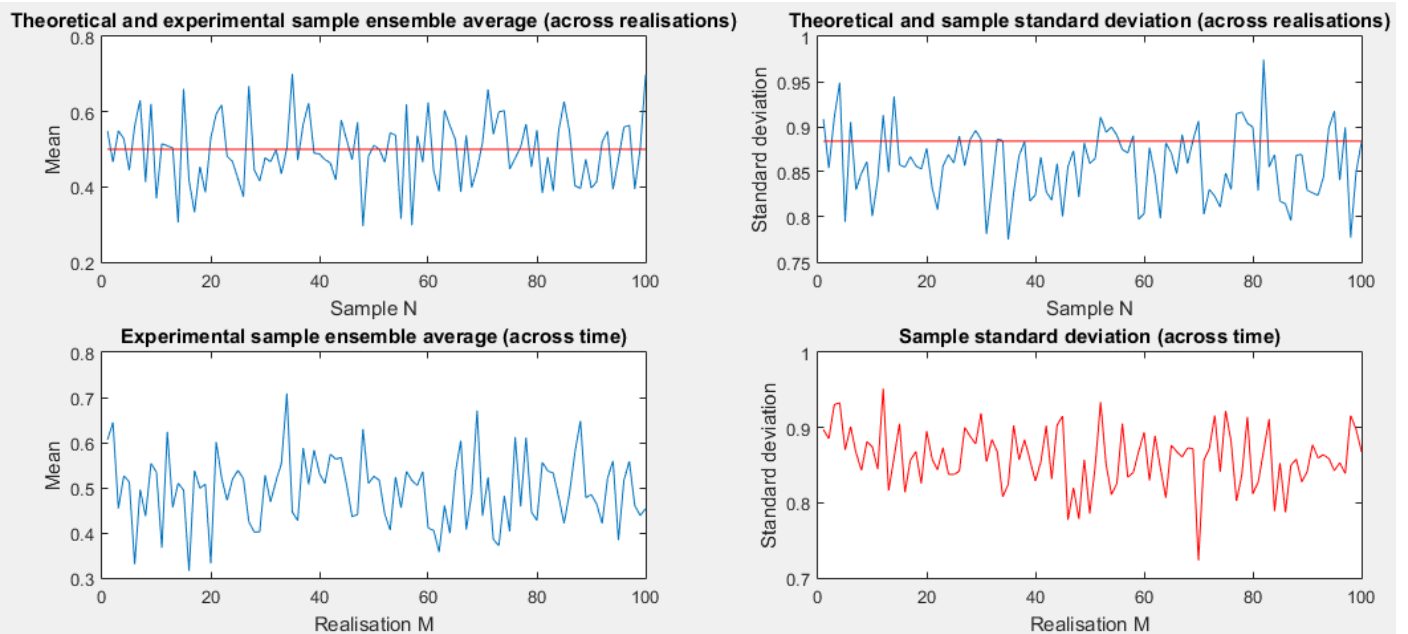 Theoretical and experimental sample ensemble average (across realisations)
0.8
0.6
0.4
0.2
Mean
0 20 40 60 80 100
Sample N
Theoretical and sample standard deviation (across realisations)
1
0.95
0.9
0.85
0.8
0.75
Standard deviation
0 20 40 60 80 100
Sample N
Experimental sample ensemble average (across time)
0.8
0.7
0.6
0.5
0.4
0.3
Mean
0 20 40 60 80 100
Realisation M
Sample standard deviation (across time)
1
0.9
0.8
0.7
Standard deviation
0 20 40 60 80 100
Realisation M